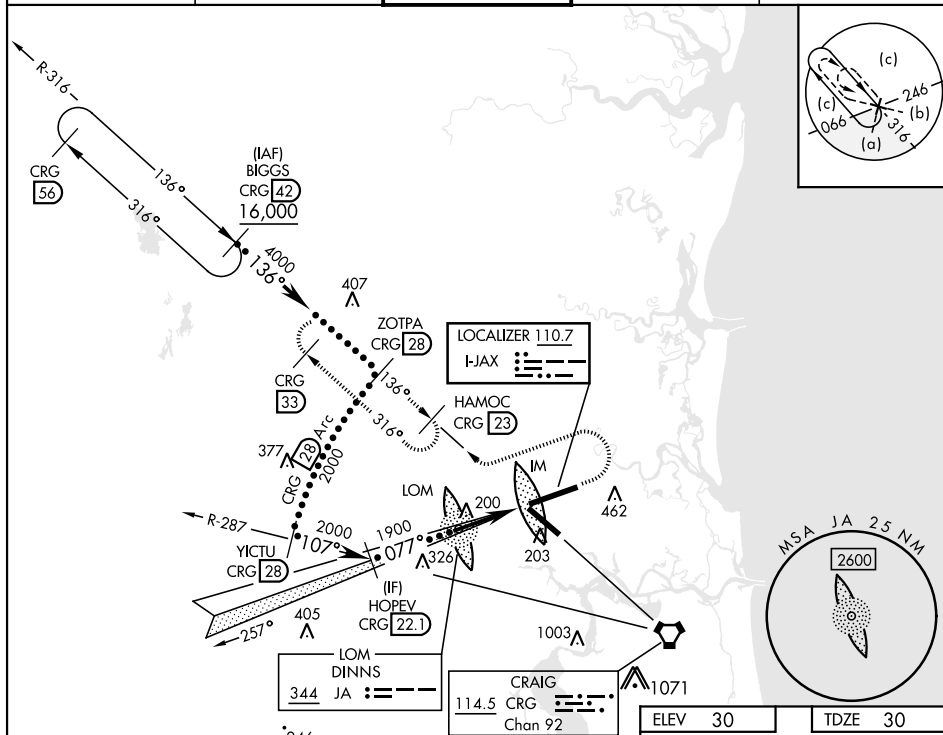 R-316
CRG
56
136°
316°
(IAF)
BIGGS
CRG 42
16,000
4000
136°
407
ZOTPA
CRG 28
CRG
33
136°
316°
HAMOC
CRG 23
LOCALIZER 110.7
I-JAX
377
CRG 28 Arc
2000
R-287
YICTU
CRG 28
2000
107°
1900
077°
326
(IF)
HOPEV
CRG 22.1
257°
405
LOM
200
IM
203
462
LOM
DINNS
344 JA
1003
CRAIG
114.5 CRG
Chan 92
1071
(c)
(c)
246
(b)
066
316
(a)
MSA JA 25 NM
2600
ELEV 30
TDZE 30